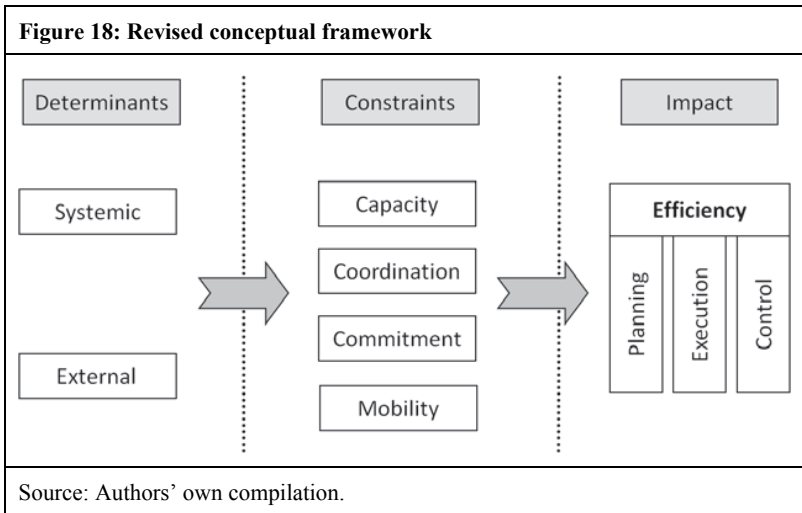 Figure 18: Revised conceptual framework
Determinants
Constraints
Impact
Systemic
External
Capacity
Coordination
Commitment
Mobility
Efficiency
Planning
Execution
Control
Source: Authors’ own compilation.